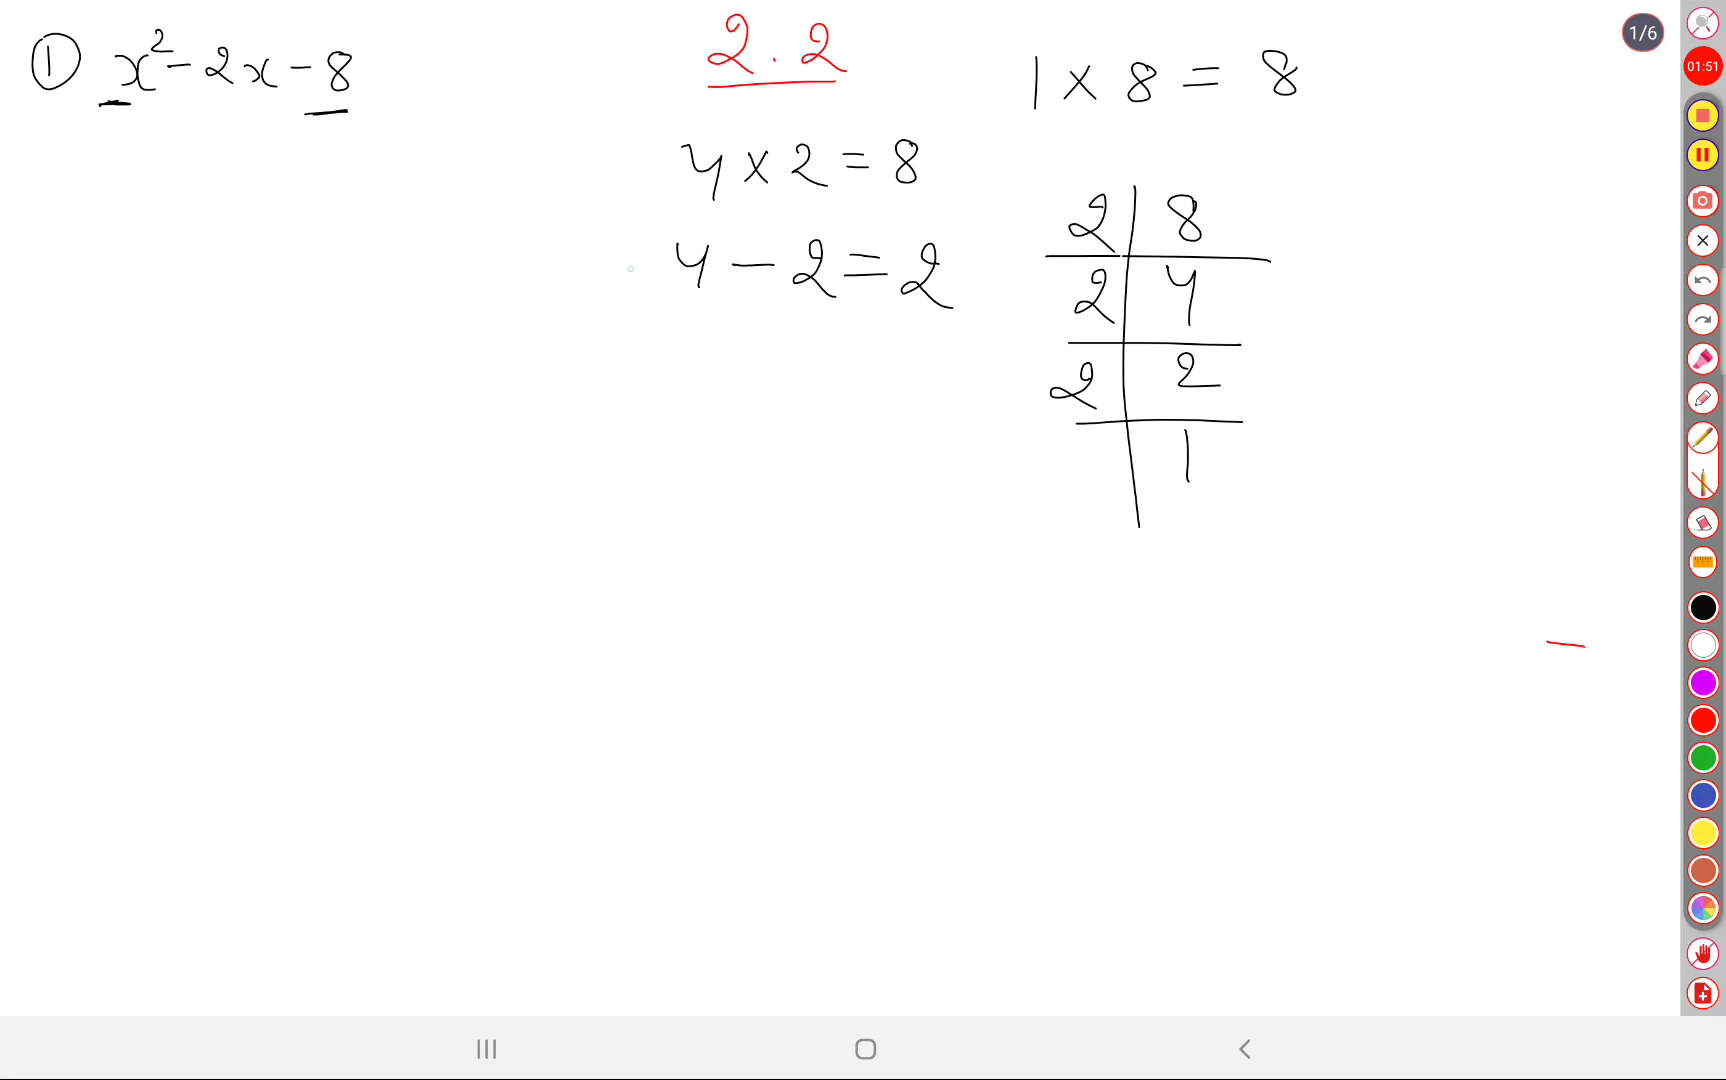 ① x² - 2x - 8
2.2
4 × 2 = 8
4 - 2 = 2
1 × 8 = 8
2 | 8
2 | 4
2 | 2
| 1
1/6
01:51